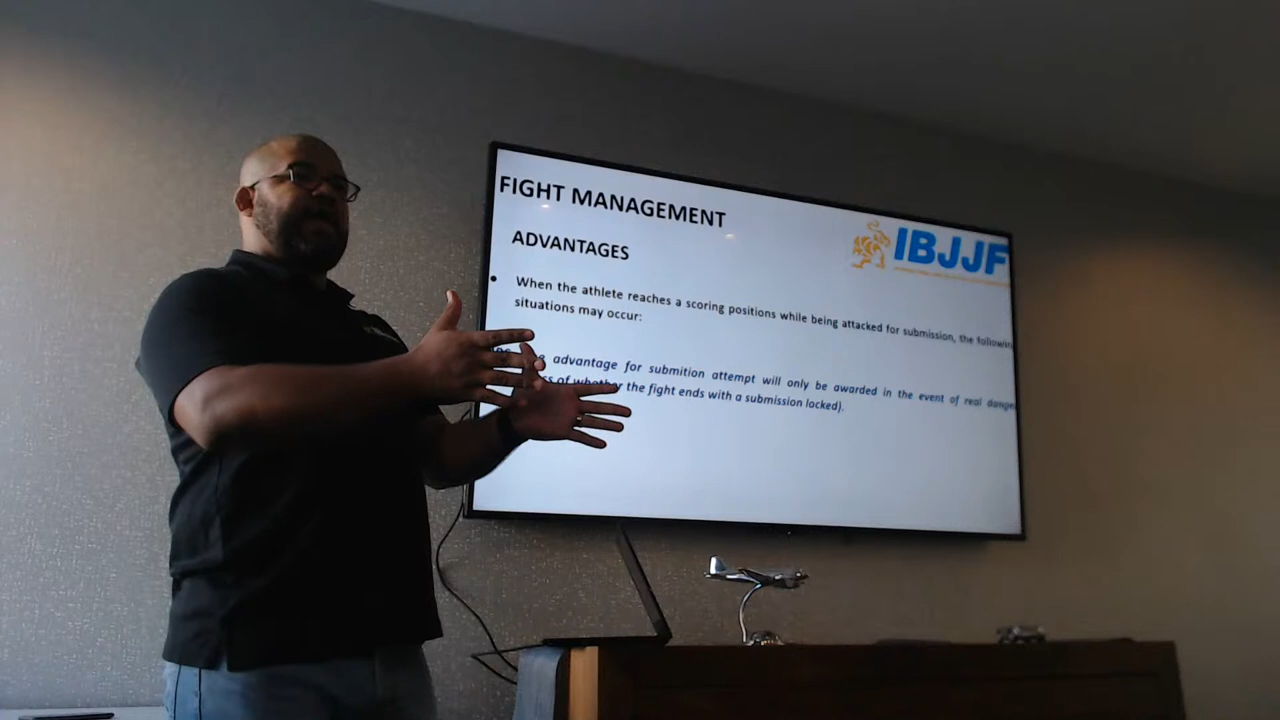 FIGHT MANAGEMENT
IBJJF
ADVANTAGES
• When the athlete reaches a scoring positions while being attacked for submission, the followin
situations may occur:
advantage for submition attempt will only be awarded in the event of real dange
of whether the fight ends with a submission locked).